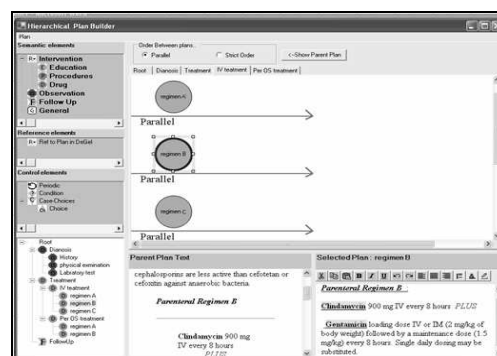 Hierarchical Plan Builder
Plan
Semantic elements
Order Between plans
Parallel
Strict Order
<-Show Parent Plan
R× Intervention
Education
Procedures
Drug
Observation
Follow Up
General
Root
Dianosis
Treatment
IV treatment
Per OS treatment
regimen A
Parallel
regimen B
Parallel
regimen C
Parallel
Reference elements
R× Ref to Plan in DeGel
Control elements
Periodic
Condition
Case-Choices
Choice
Root
Dianosis
History
physical exmination
Labratory test
Treatment
IV treatment
regimen A
regimen B
regimen C
Per OS treatment
regimen A
regimen B
FollowUp
Parent Plan Text
cephalosporins are less active than cefotetan or
cefoxitin against anaerobic bacteria.
Parenteral Regimen B
Clindamycin 900 mg
IV every 8 hours
PLUS
Selected Plan : regimen B
B I U
Parenteral Regimen B :
Clindamycin 900 mg IV every 8 hours PLUS
Gentamicin loading dose IV or IM (2 mg/kg of
body weight) followed by a maintenance dose (1.5
mg/kg) every 8 hours. Single daily dosing may be
substituted.